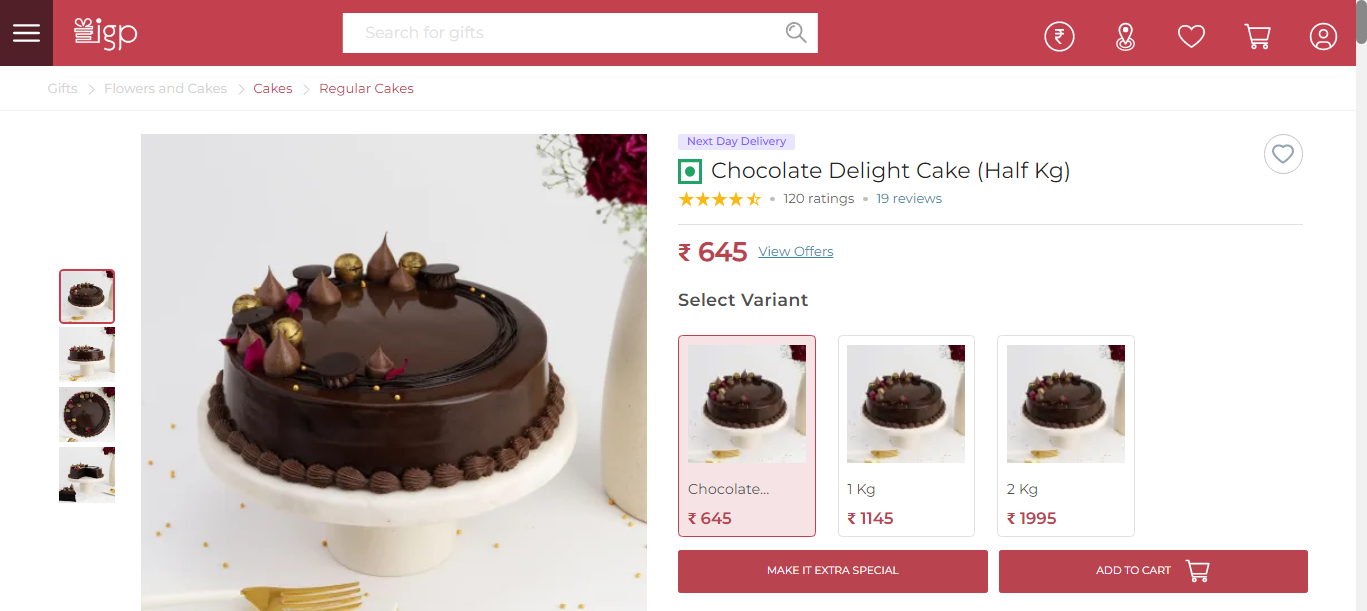 igp
Search for gifts
Gifts
Flowers and Cakes
Cakes
Regular Cakes
Next Day Delivery
Chocolate Delight Cake (Half Kg)
120 ratings • 19 reviews
₹ 645 View Offers
Select Variant
Chocolate...
₹ 645
1 Kg
₹ 1145
2 Kg
₹ 1995
MAKE IT EXTRA SPECIAL
ADD TO CART